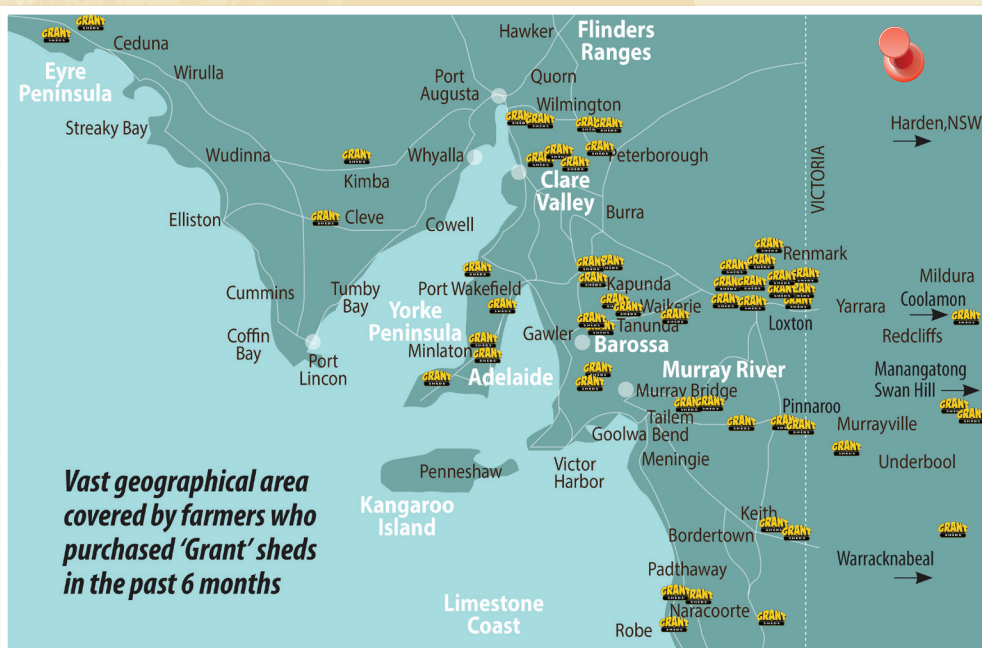 Flinders
Ranges
Hawker
Ceduna
Eyre
Peninsula
Wirulla
Port
Augusta
Quorn
Wilmington
Streaky Bay
Harden,NSW
Wudinna
Whyalla
Peterborough
Kimba
Clare
Valley
VICTORIA
Elliston
Cleve
Cowell
Burra
Renmark
Cummins
Tumby
Bay
Port Wakefield
Kapunda
Mildura
Yorke
Peninsula
Waikerie
Yarrara
Coolamon
Coffin
Bay
Gawler
Tanunda
Loxton
Redcliffs
Minlaton
Barossa
Port
Lincon
Adelaide
Murray River
Manangatong
Swan Hill
Murray Bridge
Pinnaroo
Tailem
Bend
Goolwa
Murrayville
Penneshaw
Victor
Harbor
Meningie
Underbool
Vast geographical area
covered by farmers who
purchased ‘Grant’ sheds
in the past 6 months
Kangaroo
Island
Keith
Bordertown
Warracknabeal
Padthaway
Limestone
Coast
Naracoorte
Robe
GRANT
SHEDS